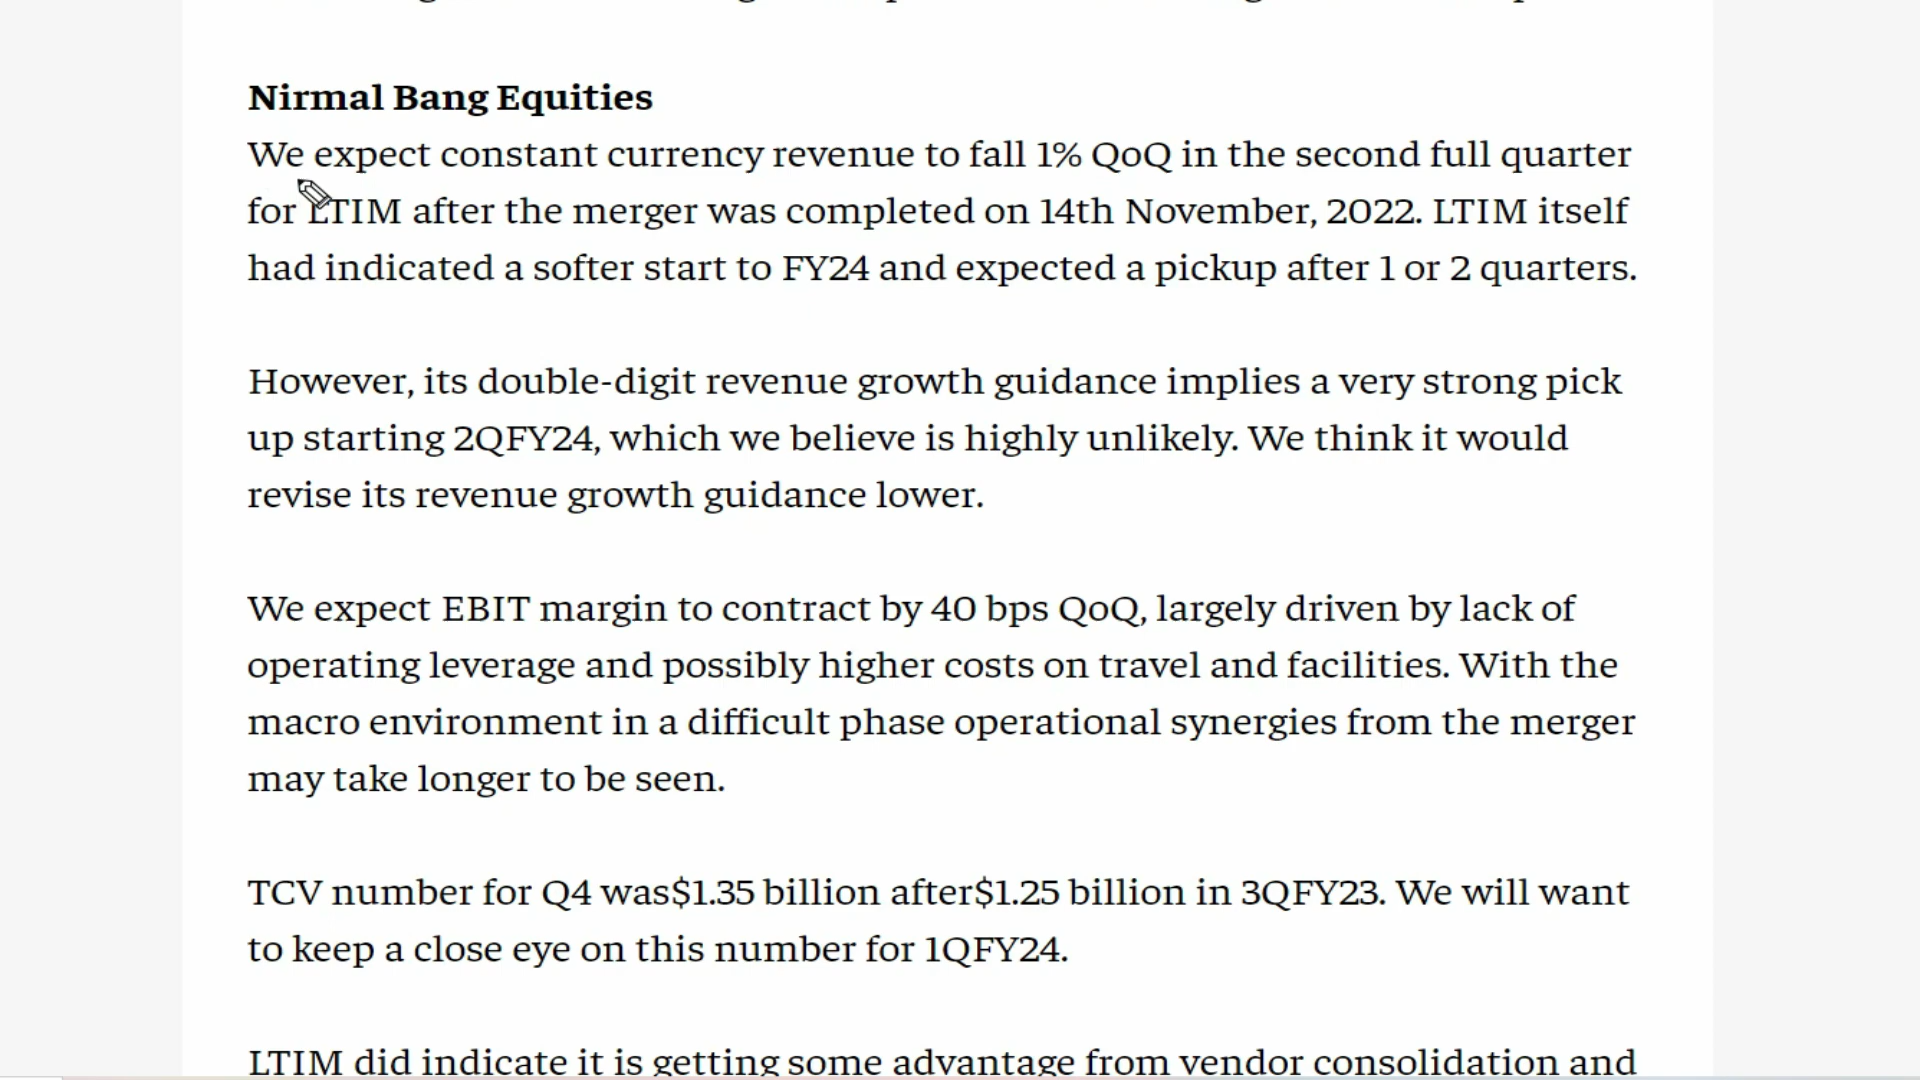 Nirmal Bang Equities
We expect constant currency revenue to fall 1% QoQ in the second full quarter
for LTIM after the merger was completed on 14th November, 2022. LTIM itself
had indicated a softer start to FY24 and expected a pickup after 1 or 2 quarters.
However, its double-digit revenue growth guidance implies a very strong pick
up starting 2QFY24, which we believe is highly unlikely. We think it would
revise its revenue growth guidance lower.
We expect EBIT margin to contract by 40 bps QoQ, largely driven by lack of
operating leverage and possibly higher costs on travel and facilities. With the
macro environment in a difficult phase operational synergies from the merger
may take longer to be seen.
TCV number for Q4 was$1.35 billion after$1.25 billion in 3QFY23. We will want
to keep a close eye on this number for 1QFY24.
LTIM did indicate it is getting some advantage from vendor consolidation and